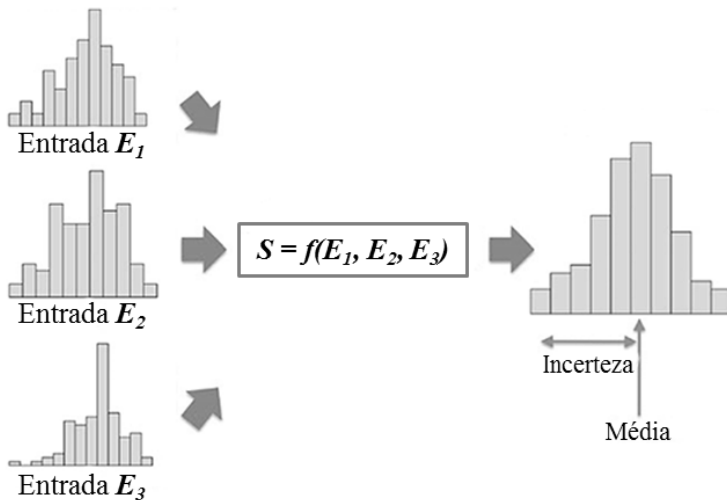 Entrada E1
Entrada E2
Entrada E3
S = f(E1, E2, E3)
Incerteza
Média